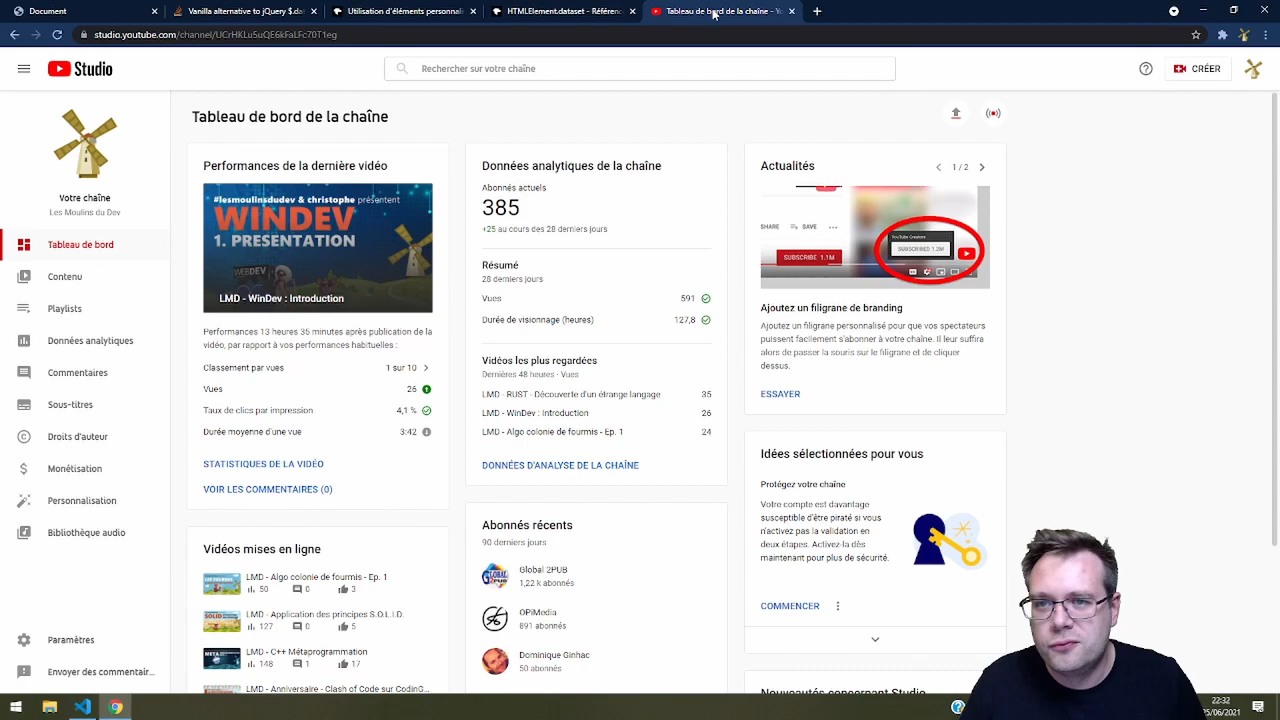 Document
Vanilla alternative to jQuery's
Utilisation d'éléments personnal
HTMLElement.dataset - Référenc
Tableau de bord de la chaîne - Yo
Studio
Rechercher sur votre chaîne
CRÉER
Votre chaîne
Les Moulins du Dev
Tableau de bord
Contenu
Playlists
Données analytiques
Commentaires
Sous-titres
Droits d'auteur
Monétisation
Personnalisation
Bibliothèque audio
Paramètres
Envoyer des commentair...
Tableau de bord de la chaîne
Performances de la dernière vidéo
#lesmoulinsdudev & christophe présentent
WINDEV
1. PRESENTATION
WEBDEV
LMD - WinDev : Introduction
Performances 13 heures 35 minutes après publication de la
vidéo, par rapport à vos performances habituelles :
Classement par vues 1 sur 10
Vues 26
Taux de clics par impression 4,1 %
Durée moyenne d'une vue 3:42
STATISTIQUES DE LA VIDÉO
VOIR LES COMMENTAIRES (0)
Vidéos mises en ligne
LMD - Algo colonie de fourmis - Ep. 1
50 0 3
LMD - Application des principes S.O.L.I.D.
127 0 5
LMD - C++ Métaprogrammation
148 1 17
LMD - Anniversaire - Clash of Code sur CodinG...
Données analytiques de la chaîne
Abonnés actuels
385
+25 au cours des 28 derniers jours
Résumé
28 derniers jours
Vues 591
Durée de visionnage (heures) 127,8
Vidéos les plus regardées
Dernières 48 heures · Vues
LMD - RUST - Découverte d'un étrange langage 35
LMD - WinDev : Introduction 26
LMD - Algo colonie de fourmis - Ep. 1 24
DONNÉES D'ANALYSE DE LA CHAÎNE
Abonnés récents
90 derniers jours
Global 2PUB
1,22 k abonnés
OPiMedia
891 abonnés
Dominique Ginhac
50 abonnés
Actualités
1 / 2
SHARE SAVE
SUBSCRIBE 1.1M
YouTube Creators
SUBSCRIBED 1.2M
Ajoutez un filigrane de branding
Ajoutez un filigrane personnalisé pour que vos spectateurs
puissent facilement s'abonner à votre chaîne. Il leur suffira
alors de passer la souris sur le filigrane et de cliquer
dessus.
ESSAYER
Idées sélectionnées pour vous
Protégez votre chaîne
Votre compte est davantage
susceptible d'être piraté si vous
n'activez pas la validation en
deux étapes. Activez-la dès
maintenant pour plus de sécurité.
COMMENCER
Nouveautés concernant Studio
22:32
25/06/2021